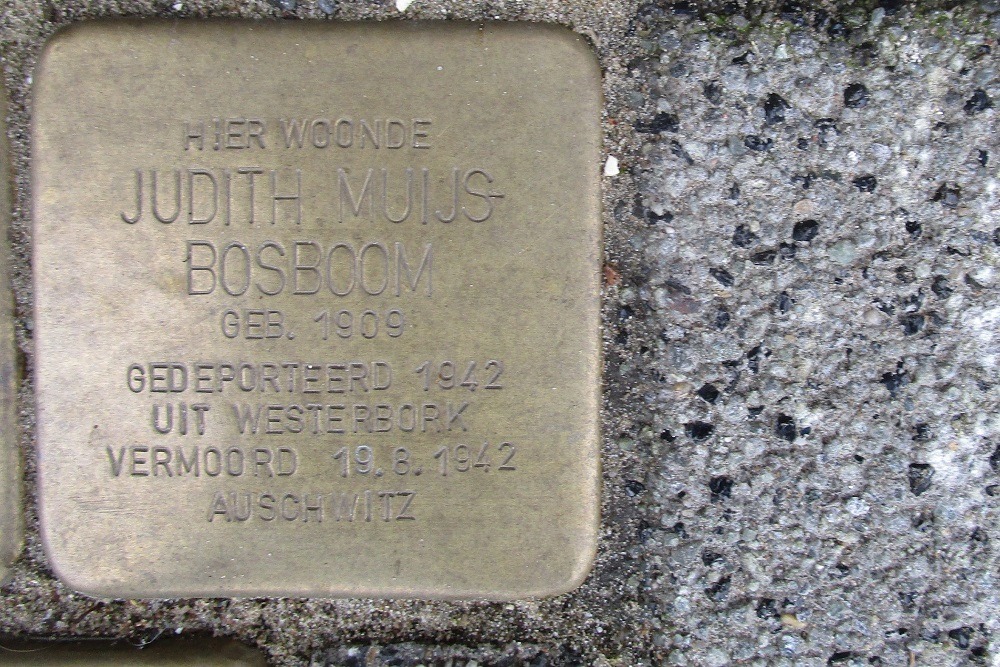 HIER WOONDE
JUDITH MUIJS-
BOSBOOM
GEB. 1909
GEDEPORTEERD 1942
UIT WESTERBORK
VERMOORD 19.8.1942
AUSCHWITZ